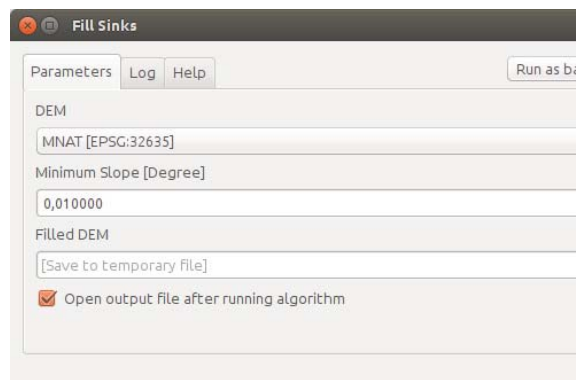 Fill Sinks
Parameters Log Help Run as ba
DEM
MNAT [EPSG:32635]
Minimum Slope [Degree]
0,010000
Filled DEM
[Save to temporary file]
Open output file after running algorithm